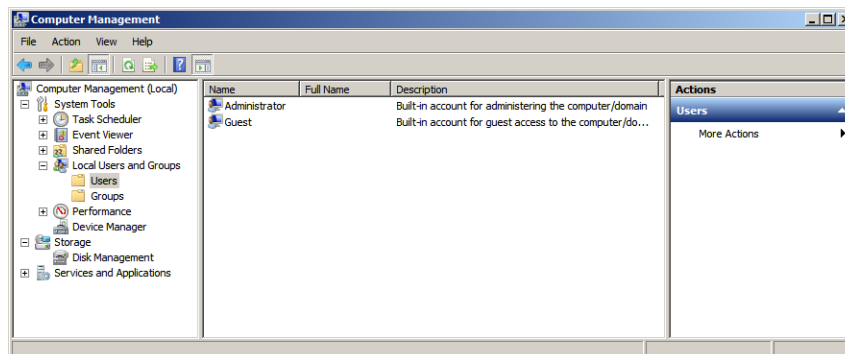 Computer Management
File Action View Help
Computer Management (Local)
System Tools
Task Scheduler
Event Viewer
Shared Folders
Local Users and Groups
Users
Groups
Performance
Device Manager
Storage
Disk Management
Services and Applications
Name Full Name Description
Administrator Built-in account for administering the computer/domain
Guest Built-in account for guest access to the computer/do...
Actions
Users
More Actions